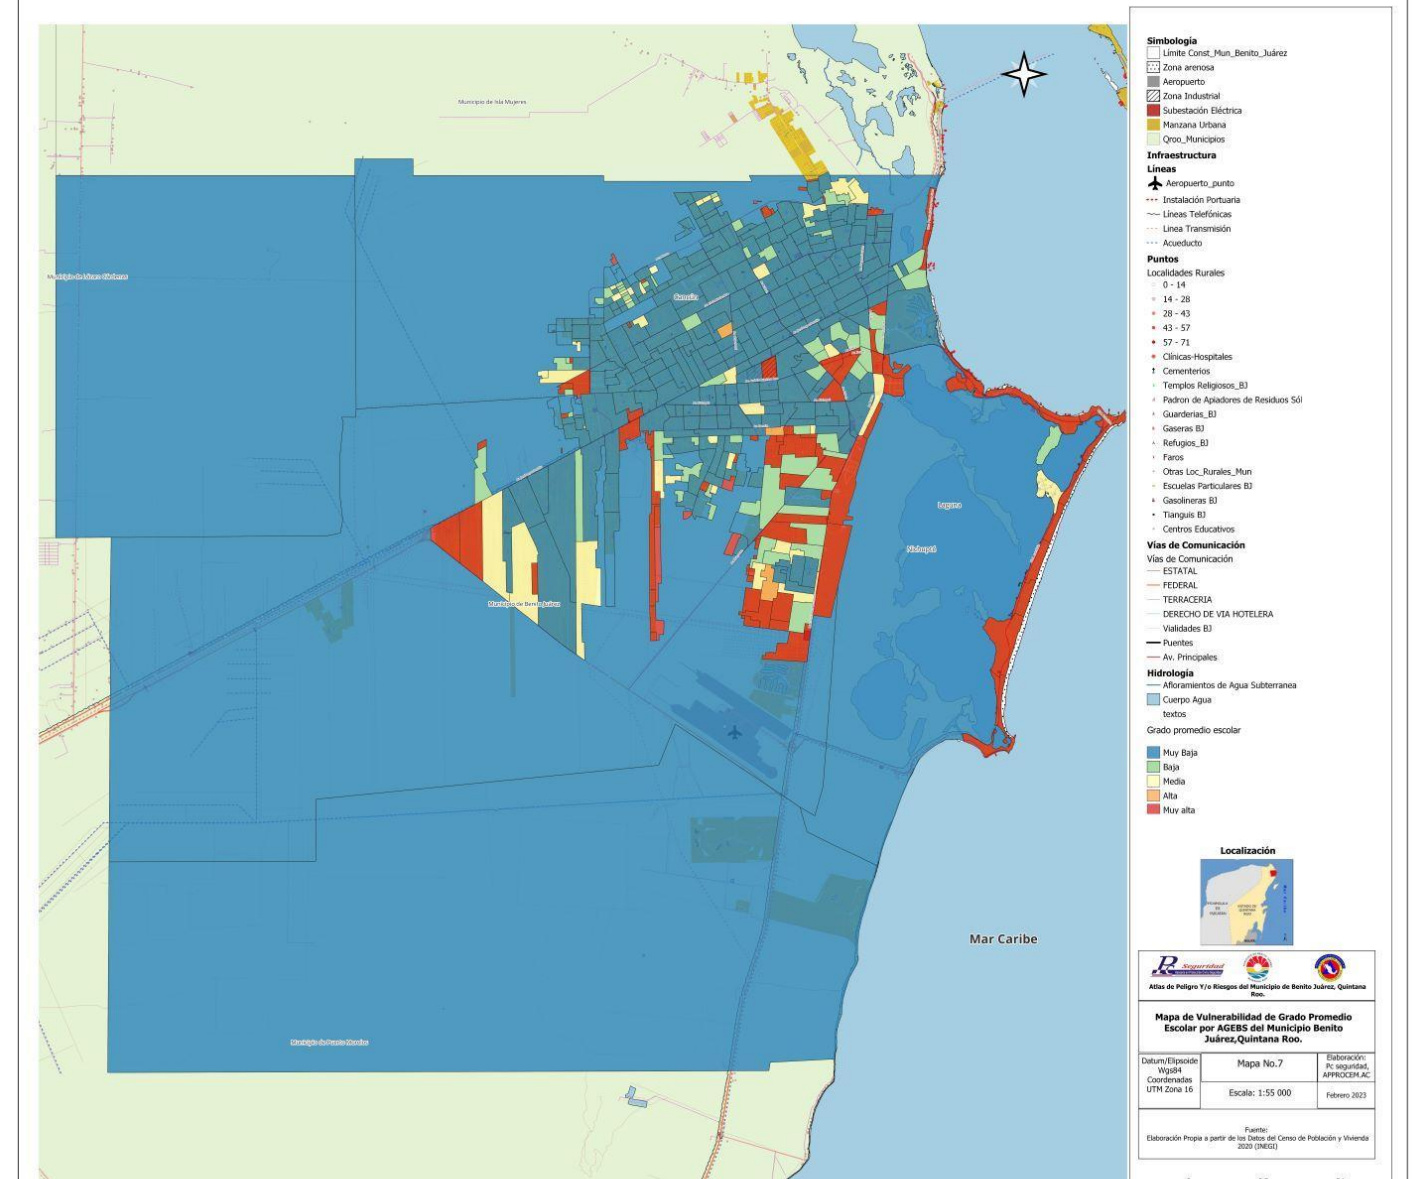 Municipio de Isla Mujeres
Municipio de Lázaro Cárdenas
Cancún
Laguna
Nichupté
Municipio de Benito Juárez
Mar Caribe
Municipio de Puerto Morelos
Simbología
Límite Const_Mun_Benito_Juárez
Zona arenosa
Aeropuerto
Zona Industrial
Subestación Eléctrica
Manzana Urbana
Qroo_Municipios
Infraestructura
Líneas
Aeropuerto_punto
Instalación Portuaria
Líneas Telefónicas
Linea Transmisión
Acueducto
Puntos
Localidades Rurales
0 - 14
14 - 28
28 - 43
43 - 57
57 - 71
Clínicas-Hospitales
Cementerios
Templos Religiosos_BJ
Padron de Apiadores de Residuos Sól
Guarderias_BJ
Gaseras BJ
Refugios_BJ
Faros
Otras Loc_Rurales_Mun
Escuelas Particulares BJ
Gasolineras BJ
Tianguis BJ
Centros Educativos
Vías de Comunicación
Vías de Comunicación
ESTATAL
FEDERAL
TERRACERIA
DERECHO DE VIA HOTELERA
Vialidades BJ
Puentes
Av. Principales
Hidrología
Afloramientos de Agua Subterranea
Cuerpo Agua
textos
Grado promedio escolar
Muy Baja
Baja
Media
Alta
Muy alta
Localización
Seguridad
Atlas de Peligro Y/o Riesgos del Municipio de Benito Juárez, Quintana
Roo.
Mapa de Vulnerabilidad de Grado Promedio
Escolar por AGEBS del Municipio Benito
Juárez,Quintana Roo.
Datum/Elipsoide
Wgs84
Coordenadas
UTM Zona 16
Mapa No.7
Escala: 1:55 000
Elaboración:
Pc seguridad,
APPROCEM.AC
Febrero 2023
Fuente:
Elaboración Propia a partir de los Datos del Censo de Población y Vivienda
2020 (INEGI)